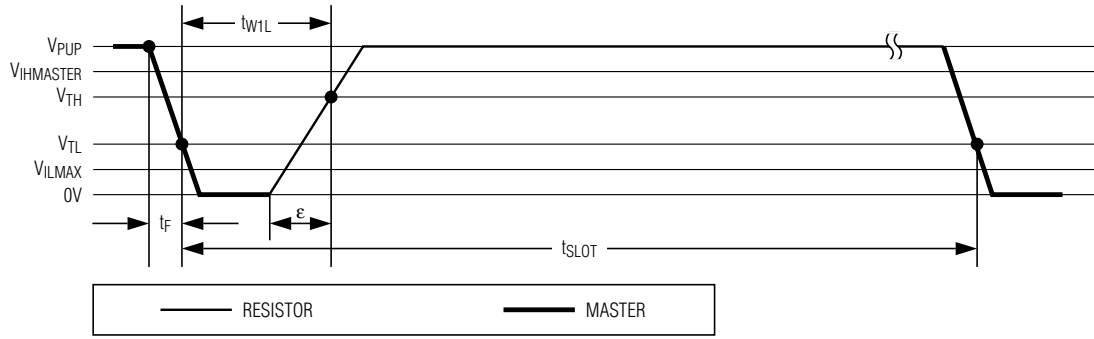 tW1L
VPUP
VIHMASTER
VTH
VTL
VILMAX
0V
tF
ε
tSLOT
RESISTOR
MASTER